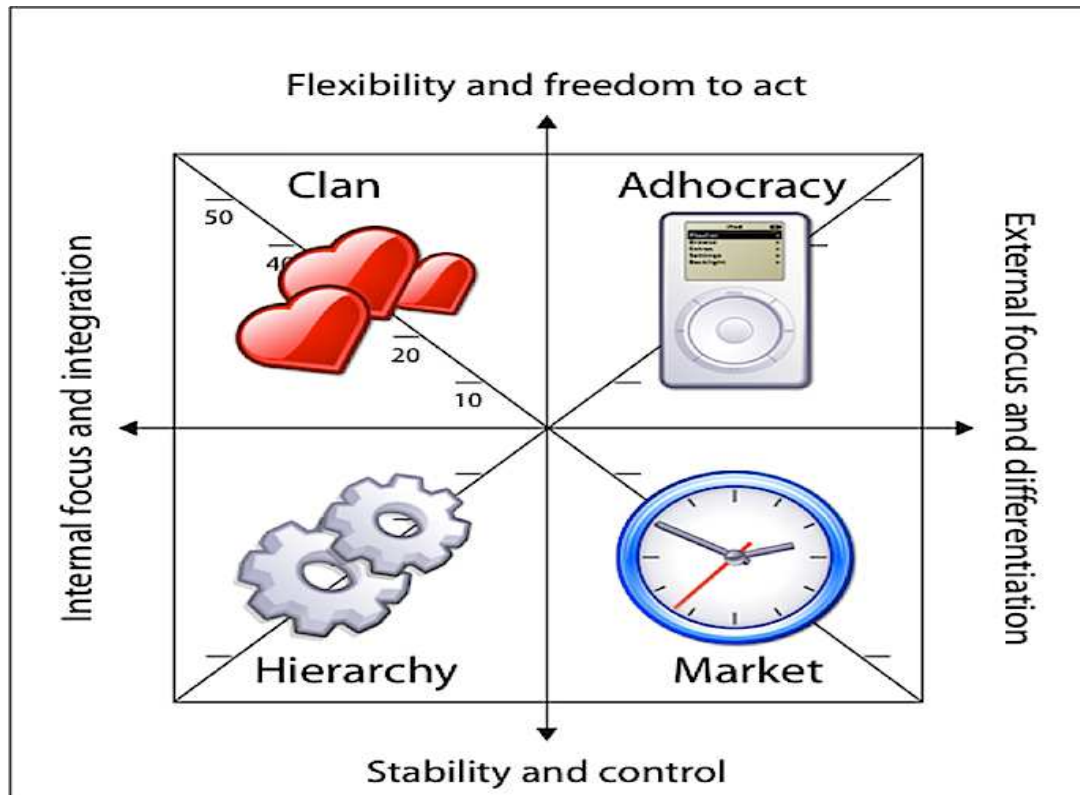 Flexibility and freedom to act
Clan
Adhocracy
50
40
20
10
Internal focus and integration
External focus and differentiation
Hierarchy
Market
Stability and control